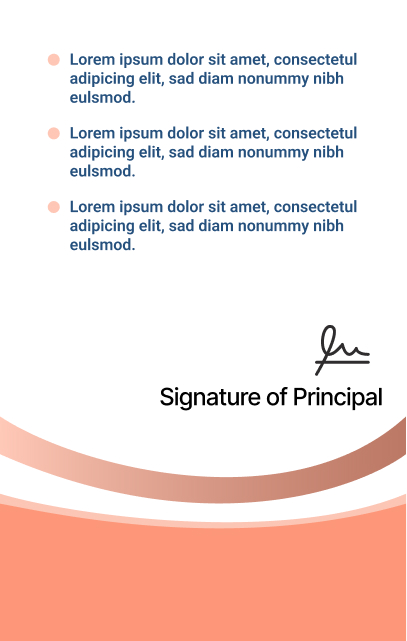 Lorem ipsum dolor sit amet, consectetul
adipicing elit, sad diam nonummy nibh
eulsmod.
Lorem ipsum dolor sit amet, consectetul
adipicing elit, sad diam nonummy nibh
eulsmod.
Lorem ipsum dolor sit amet, consectetul
adipicing elit, sad diam nonummy nibh
eulsmod.
Signature of Principal